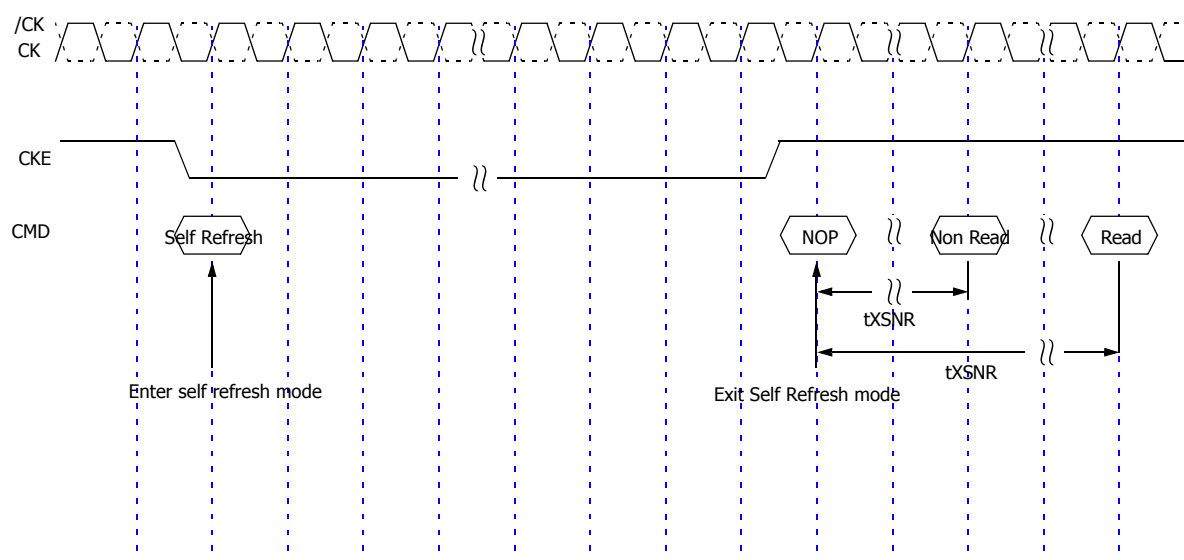 /CK
CK
CKE
CMD
Self Refresh
NOP
Non Read
Read
tXSNR
tXSNR
Enter self refresh mode
Exit Self Refresh mode